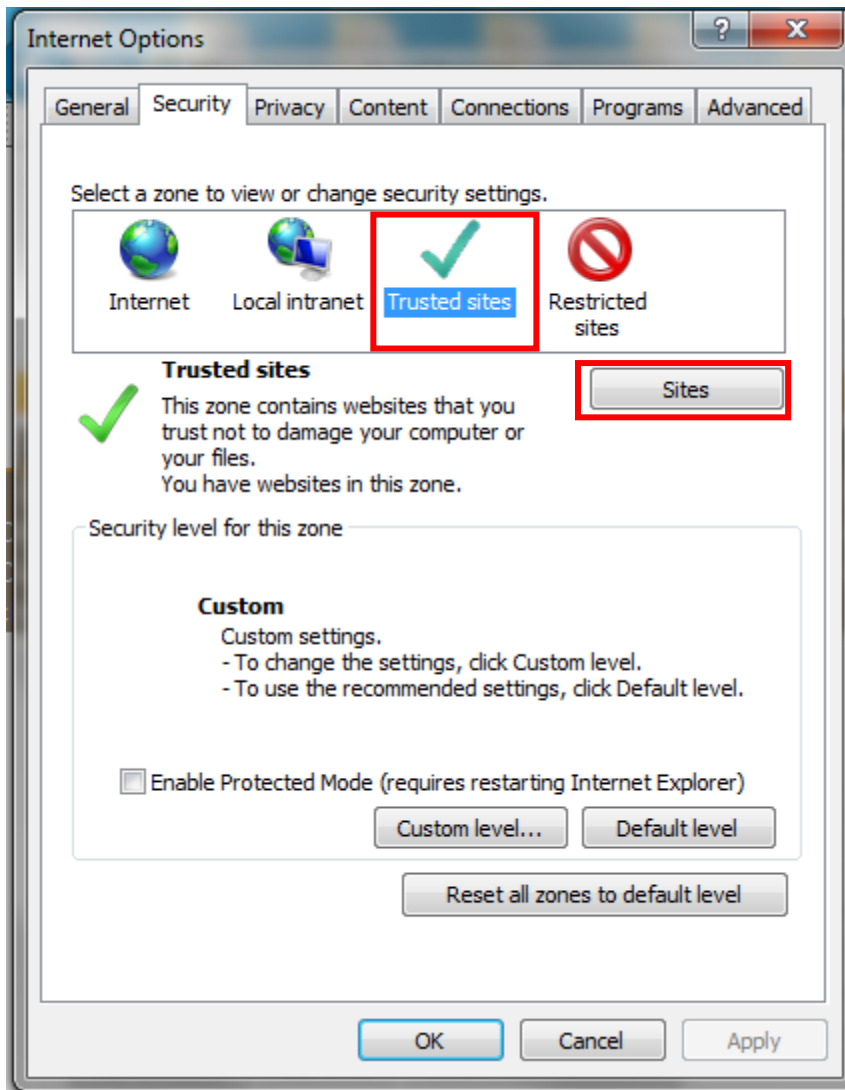 Internet Options
?
X
General Security Privacy Content Connections Programs Advanced
Select a zone to view or change security settings.
Internet Local intranet Trusted sites Restricted
sites
Trusted sites
Sites
This zone contains websites that you
trust not to damage your computer or
your files.
You have websites in this zone.
Security level for this zone
Custom
Custom settings.
- To change the settings, click Custom level.
- To use the recommended settings, click Default level.
Enable Protected Mode (requires restarting Internet Explorer)
Custom level... Default level
Reset all zones to default level
OK Cancel Apply